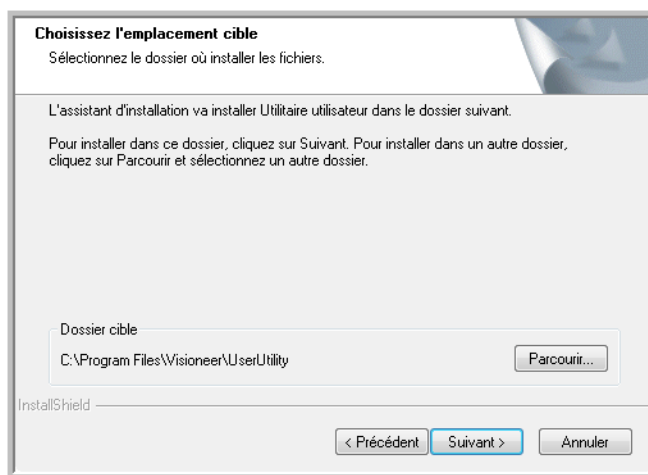 Choisissez l'emplacement cible
Sélectionnez le dossier où installer les fichiers.
L'assistant d'installation va installer Utilitaire utilisateur dans le dossier suivant.
Pour installer dans ce dossier, cliquez sur Suivant. Pour installer dans un autre dossier,
cliquez sur Parcourir et sélectionnez un autre dossier.
Dossier cible
C:\Program Files\Visioneer\UserUtility
Parcourir...
InstallShield
< Précédent
Suivant >
Annuler